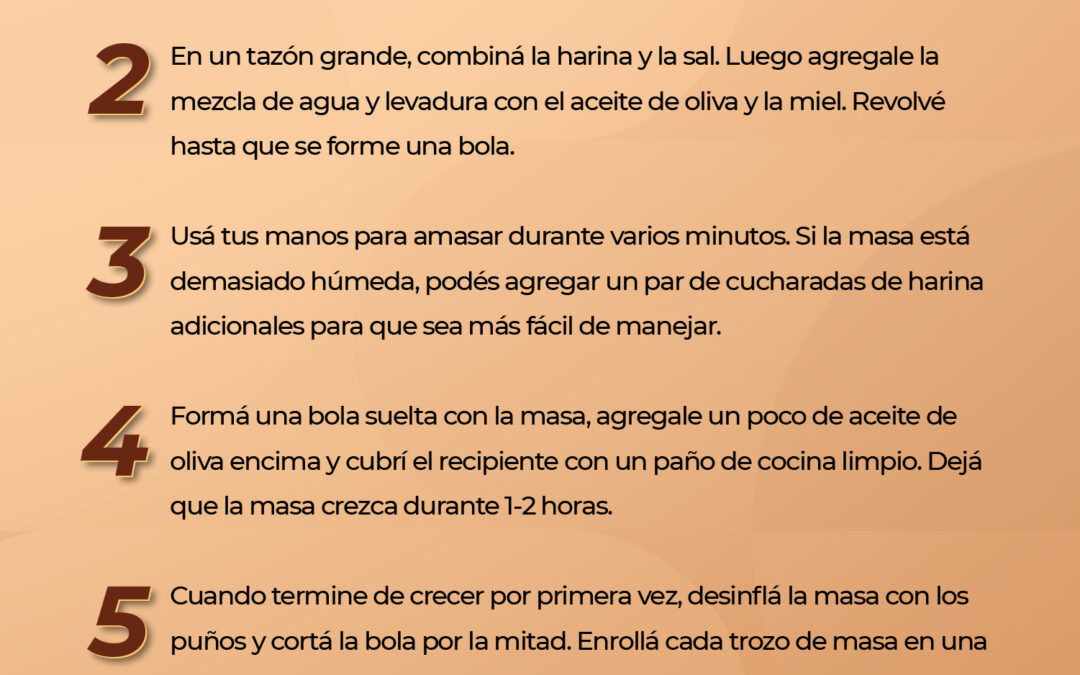 2
En un tazón grande, combiná la harina y la sal. Luego agregale la
mezcla de agua y levadura con el aceite de oliva y la miel. Revolvé
hasta que se forme una bola.
3
Usá tus manos para amasar durante varios minutos. Si la masa está
demasiado húmeda, podés agregar un par de cucharadas de harina
adicionales para que sea más fácil de manejar.
4
Formá una bola suelta con la masa, agregale un poco de aceite de
oliva encima y cubrí el recipiente con un paño de cocina limpio. Dejá
que la masa crezca durante 1-2 horas.
5
Cuando termine de crecer por primera vez, desinflá la masa con los
puños y cortá la bola por la mitad. Enrollá cada trozo de masa en una